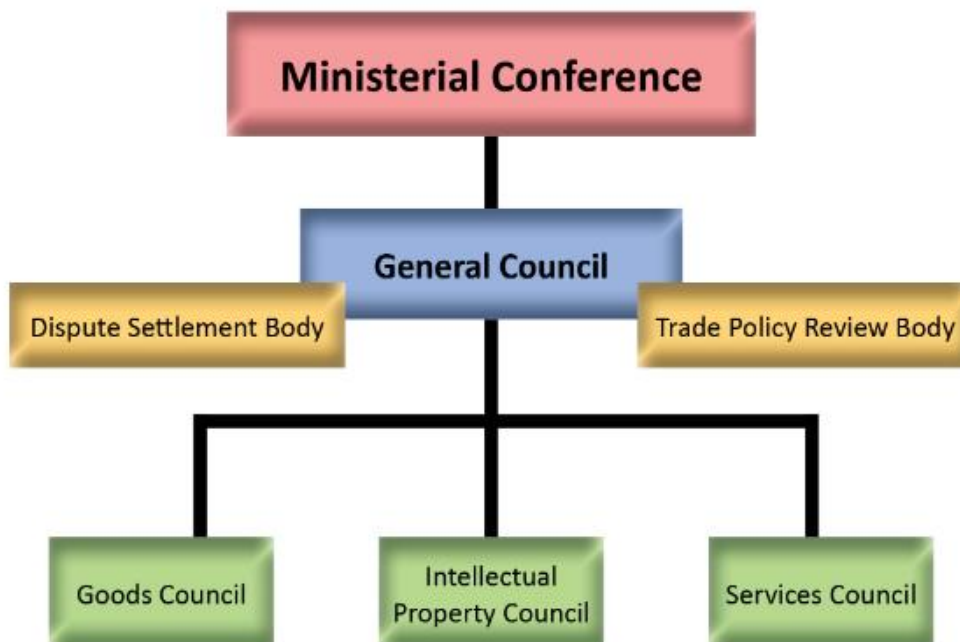 Ministerial Conference
General Council
Dispute Settlement Body
Trade Policy Review Body
Goods Council
Intellectual
Property Council
Services Council